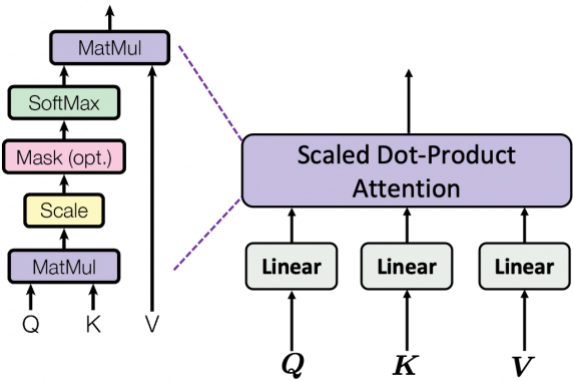 MatMul
SoftMax
Mask (opt.)
Scale
MatMul
Q K V
Scaled Dot-Product
Attention
Linear Linear Linear
Q K V